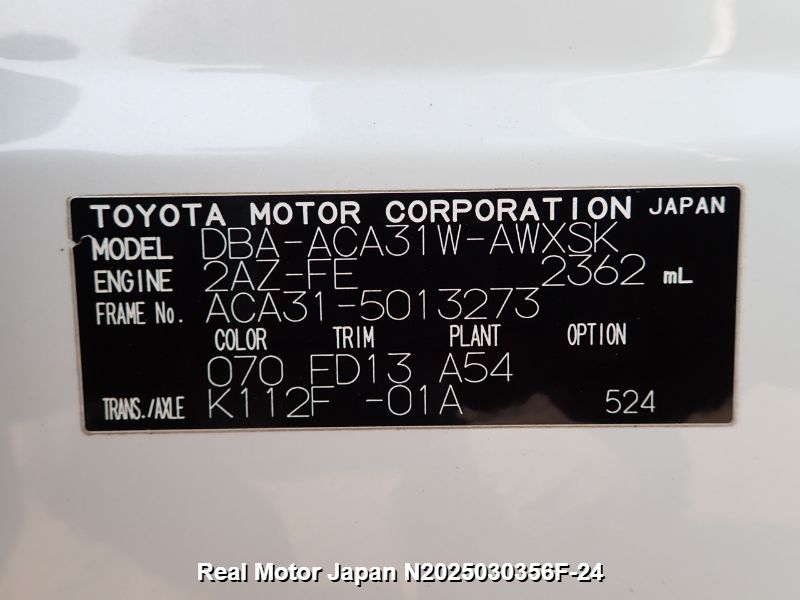 TOYOTA MOTOR CORPORATION JAPAN
MODEL DBA-ACA31W-AWXSK
ENGINE 2AZ-FE 2362 mL
FRAME No. ACA31-5013273
COLOR TRIM PLANT OPTION
070 FD13 A54
TRANS./AXLE K112F -01A 524
Real Motor Japan N2025030356F-24